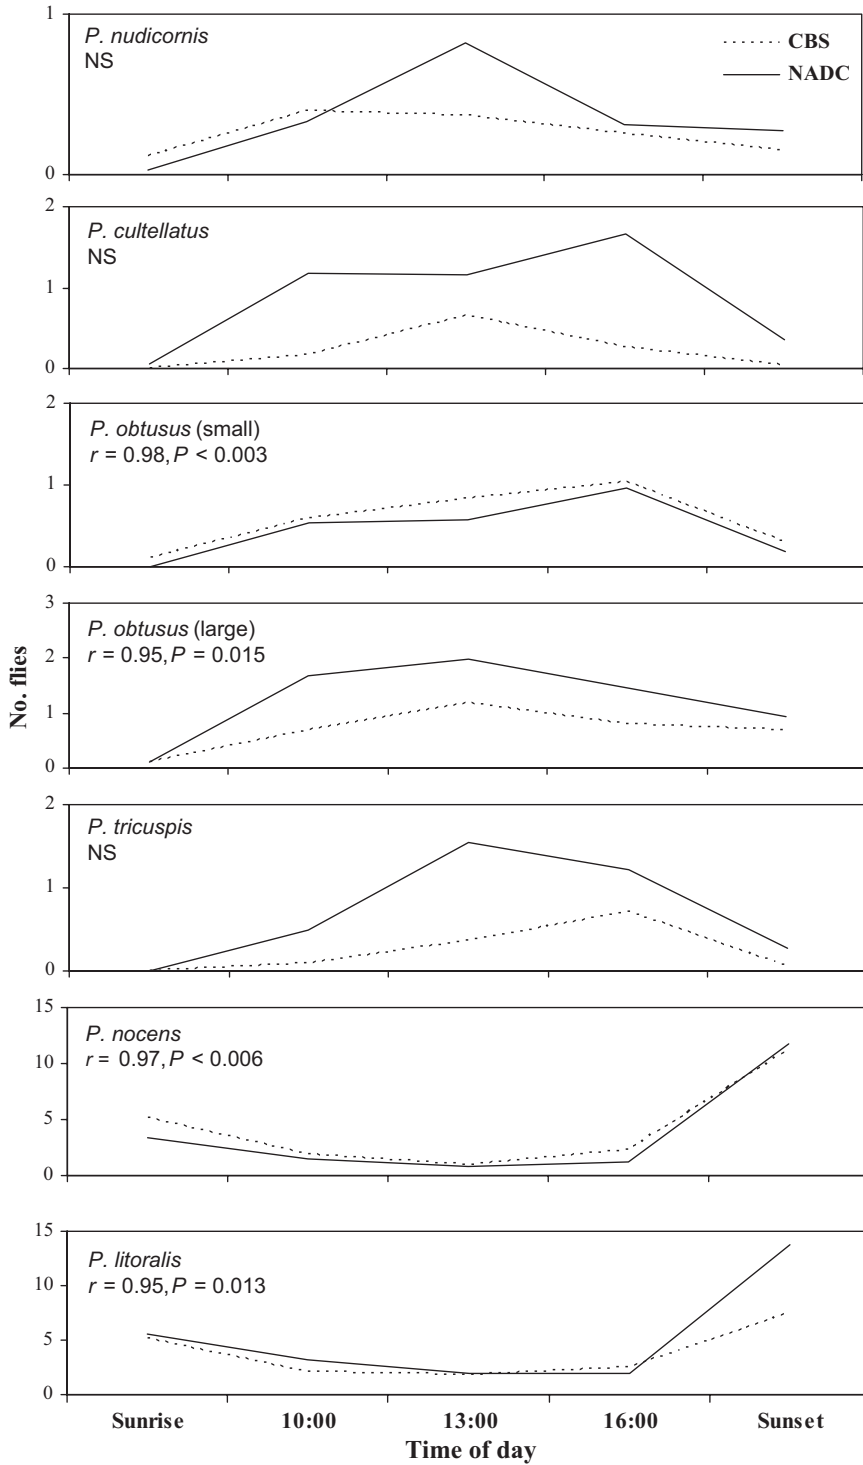 1
P. nudicornis
NS
CBS
NADC
0
2
P. cultellatus
NS
1
0
2
P. obtusus (small)
r = 0.98, P < 0.003
1
0
3
P. obtusus (large)
r = 0.95, P = 0.015
2
1
0
No. flies
2
P. tricuspis
NS
1
0
15
P. nocens
r = 0.97, P < 0.006
10
5
0
15
P. litoralis
r = 0.95, P = 0.013
10
5
0
Sunrise 10:00 13:00 16:00 Sunset
Time of day